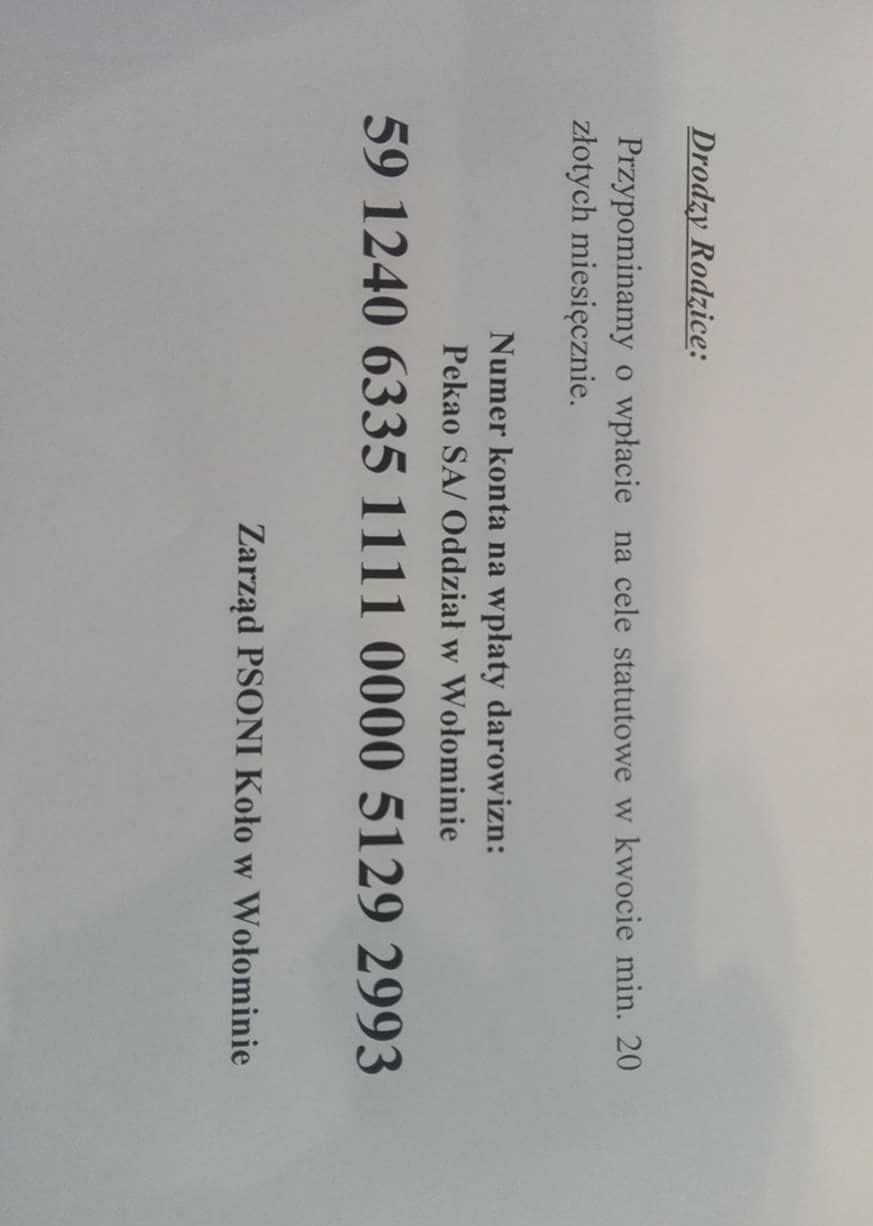 Drodzy Rodzice:
Przypominamy o wpłacie na cele statutowe w kwocie min. 20
złotych miesięcznie.
Numer konta na wpłaty darowizn:
Pekao SA/ Oddział w Wołominie
59 1240 6335 1111 0000 5129 2993
Zarząd PSONI Koło w Wołominie